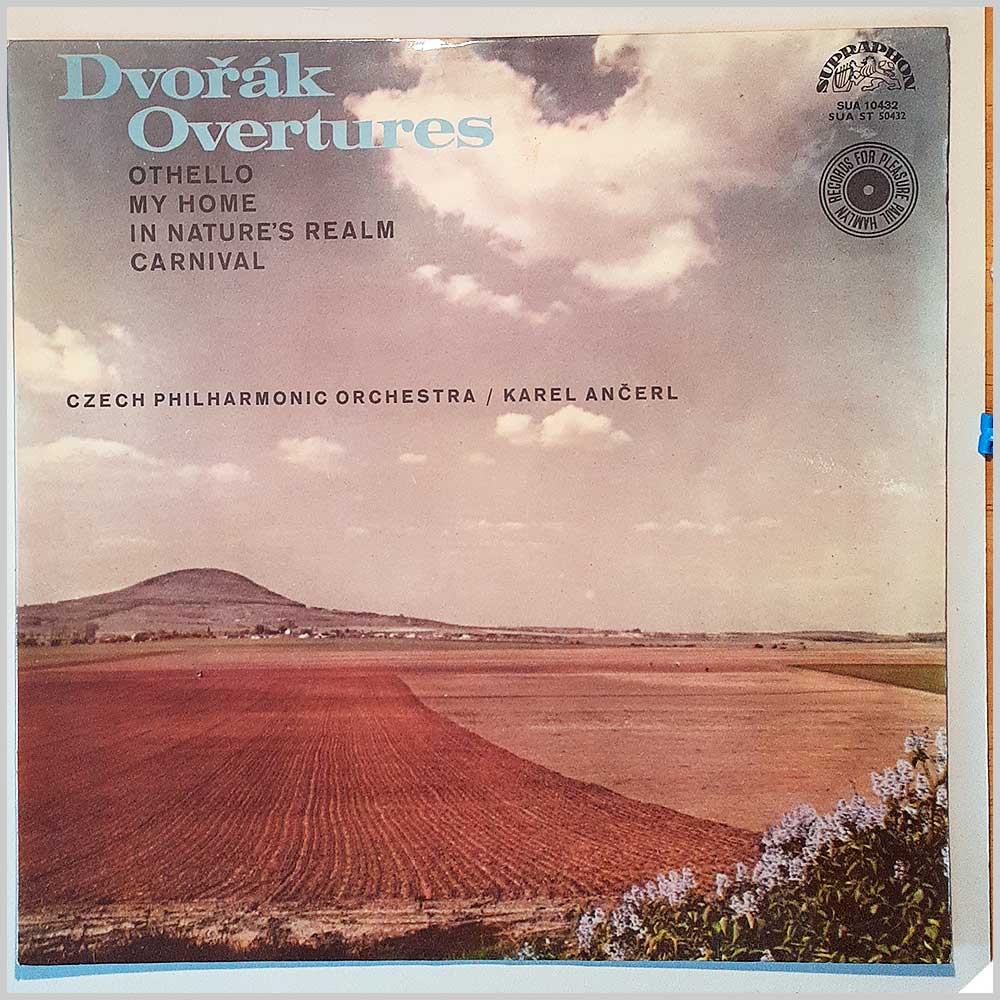 Dvořák
Overtures
OTHELLO
MY HOME
IN NATURE'S REALM
CARNIVAL
CZECH PHILHARMONIC ORCHESTRA / KAREL ANČERL
SUPRAPHON
SUA 10432
SUA ST 50432
RECORDS FOR PLEASURE PAUL HAMLYN